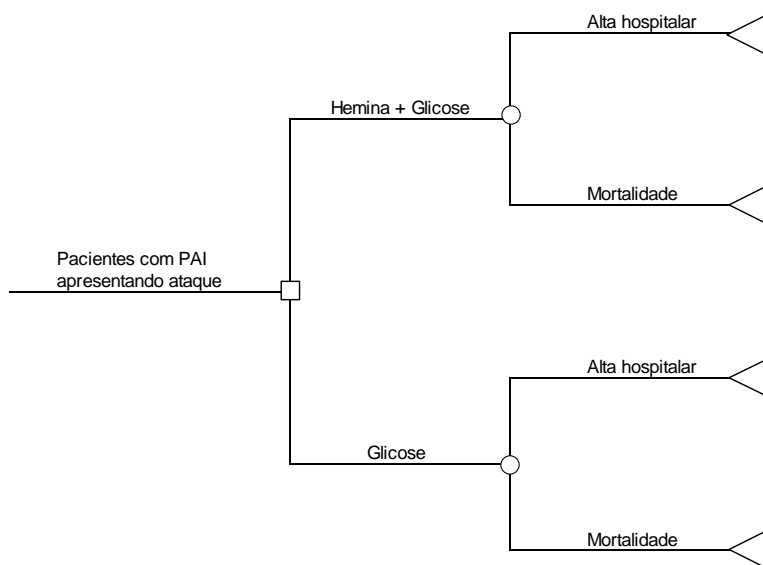 Alta hospitalar
Hemina + Glicose
Mortalidade
Pacientes com PAI
apresentando ataque
Alta hospitalar
Glicose
Mortalidade